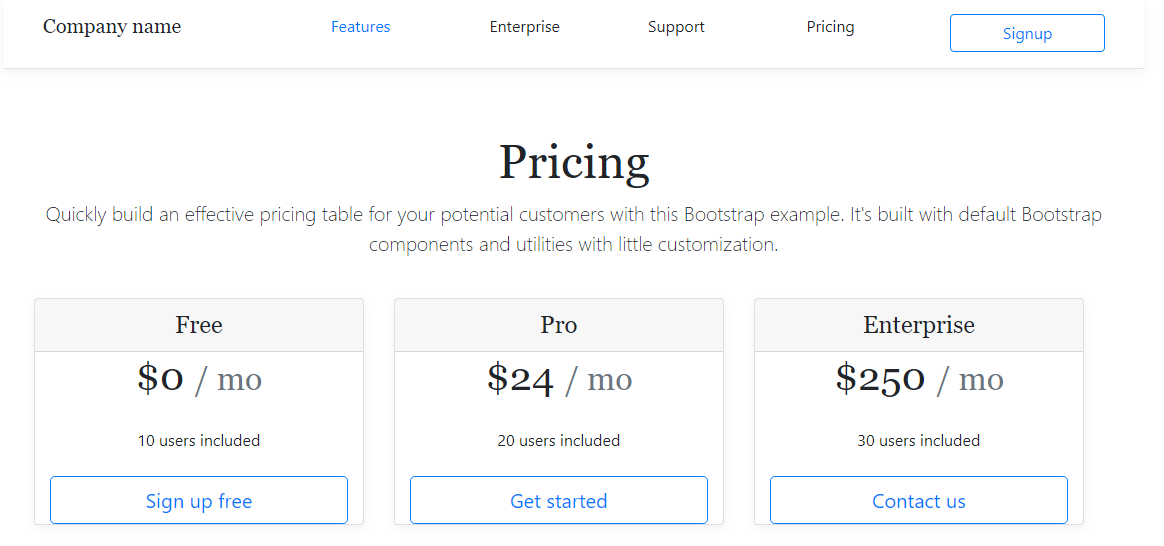 Company name
Features
Enterprise
Support
Pricing
Signup
Pricing
Quickly build an effective pricing table for your potential customers with this Bootstrap example. It's built with default Bootstrap
components and utilities with little customization.
Free
$0 / mo
10 users included
Sign up free
Pro
$24 / mo
20 users included
Get started
Enterprise
$250 / mo
30 users included
Contact us